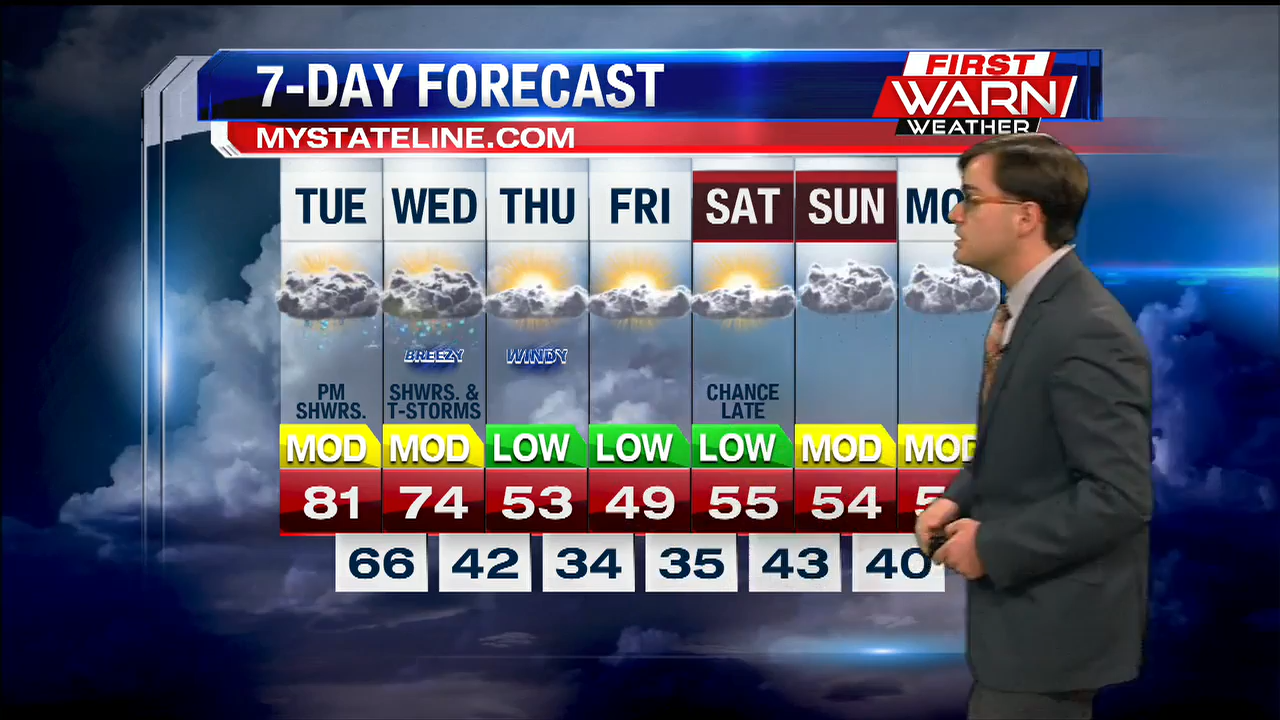 7-DAY FORECAST
FIRST
WARN
WEATHER
MYSTATELINE.COM
TUE WED THU FRI SAT SUN
BREEZY WINDY
PM SHWRS. & CHANCE
SHWRS. T-STORMS LATE
MOD MOD LOW LOW LOW MOD MOD
81 74 53 49 55 54
66 42 34 35 43 40